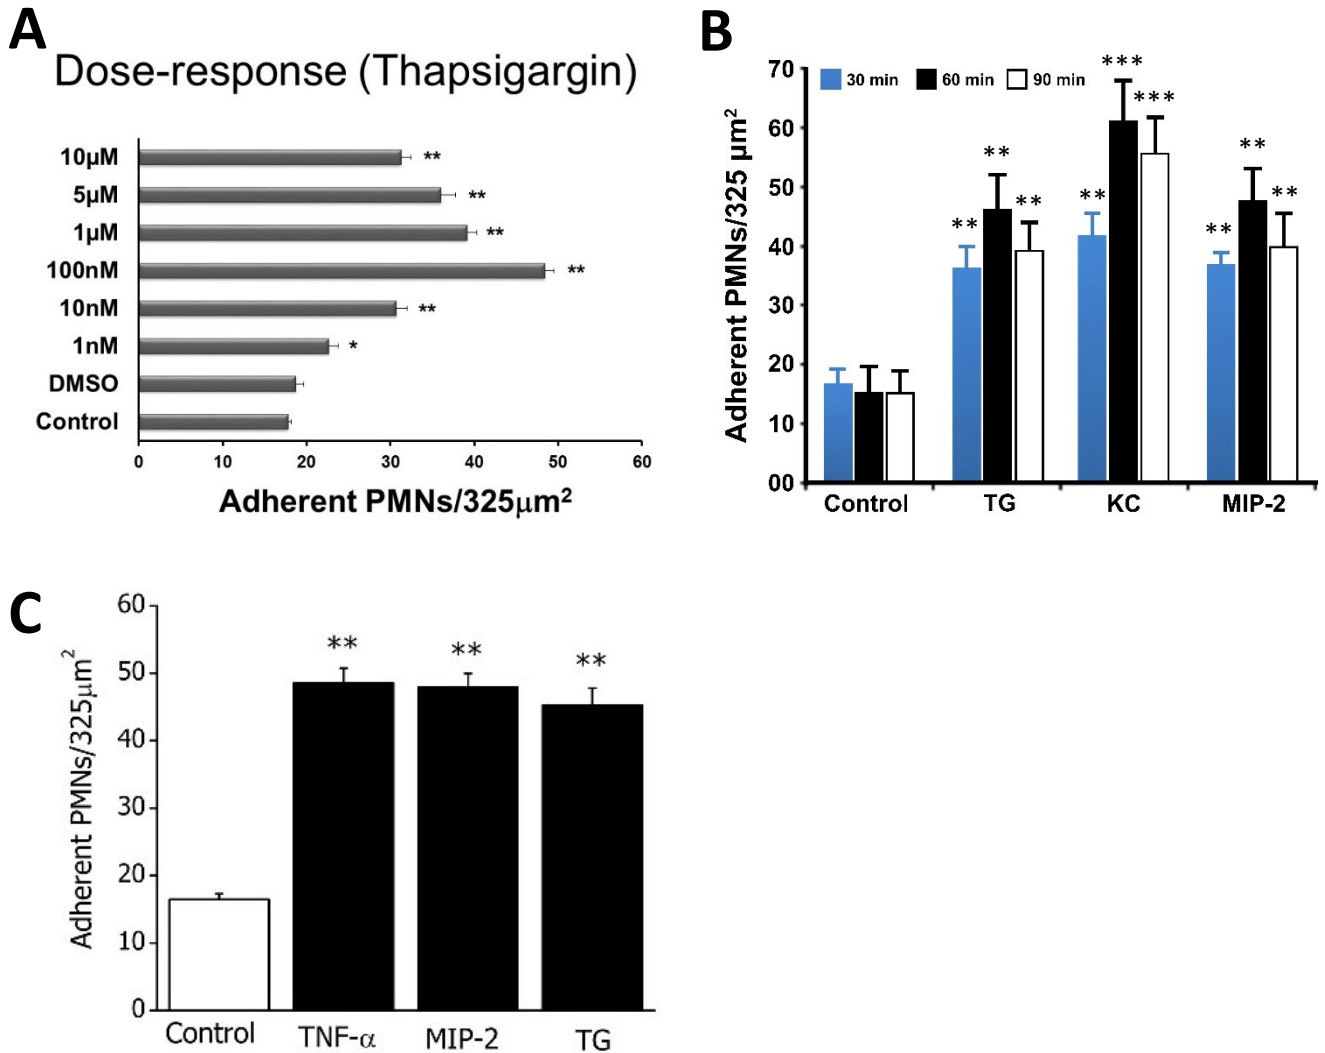 A
Dose-response (Thapsigargin)
10µM
**
5µM
**
1µM
**
100nM
**
10nM
**
1nM
*
DMSO
Control
0 10 20 30 40 50 60
Adherent PMNs/325µm²
B
70
60
50
40
30
20
10
00
Adherent PMNs/325 µm²
30 min 60 min 90 min
** ** **
** *** ***
** ** **
Control TG KC MIP-2
C
60
50
40
30
20
10
0
Adherent PMNs/325µm²
** ** **
Control TNF-α MIP-2 TG